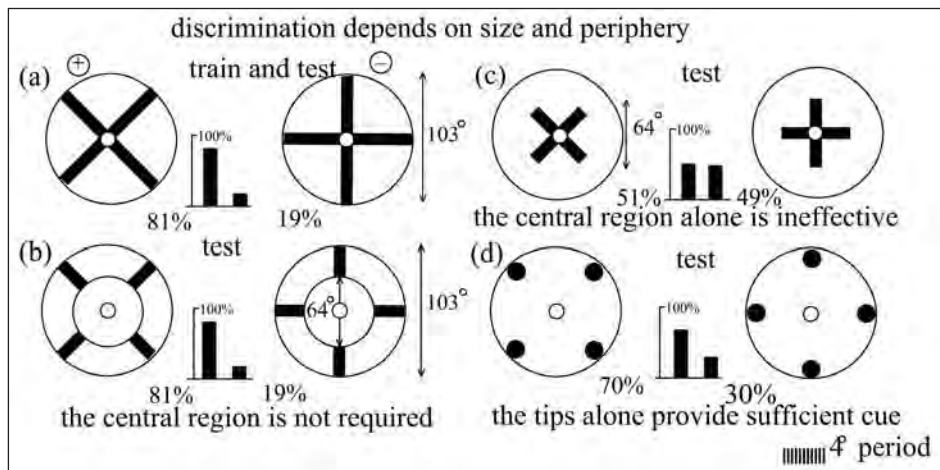 discrimination depends on size and periphery
(a) + train and test −
100%
103°
81% 19%
(b) test
100%
64°
103°
81% 19%
the central region is not required
(c) test
100%
64°
51% 49%
the central region alone is ineffective
(d) test
100%
70% 30%
the tips alone provide sufficient cue
4° period